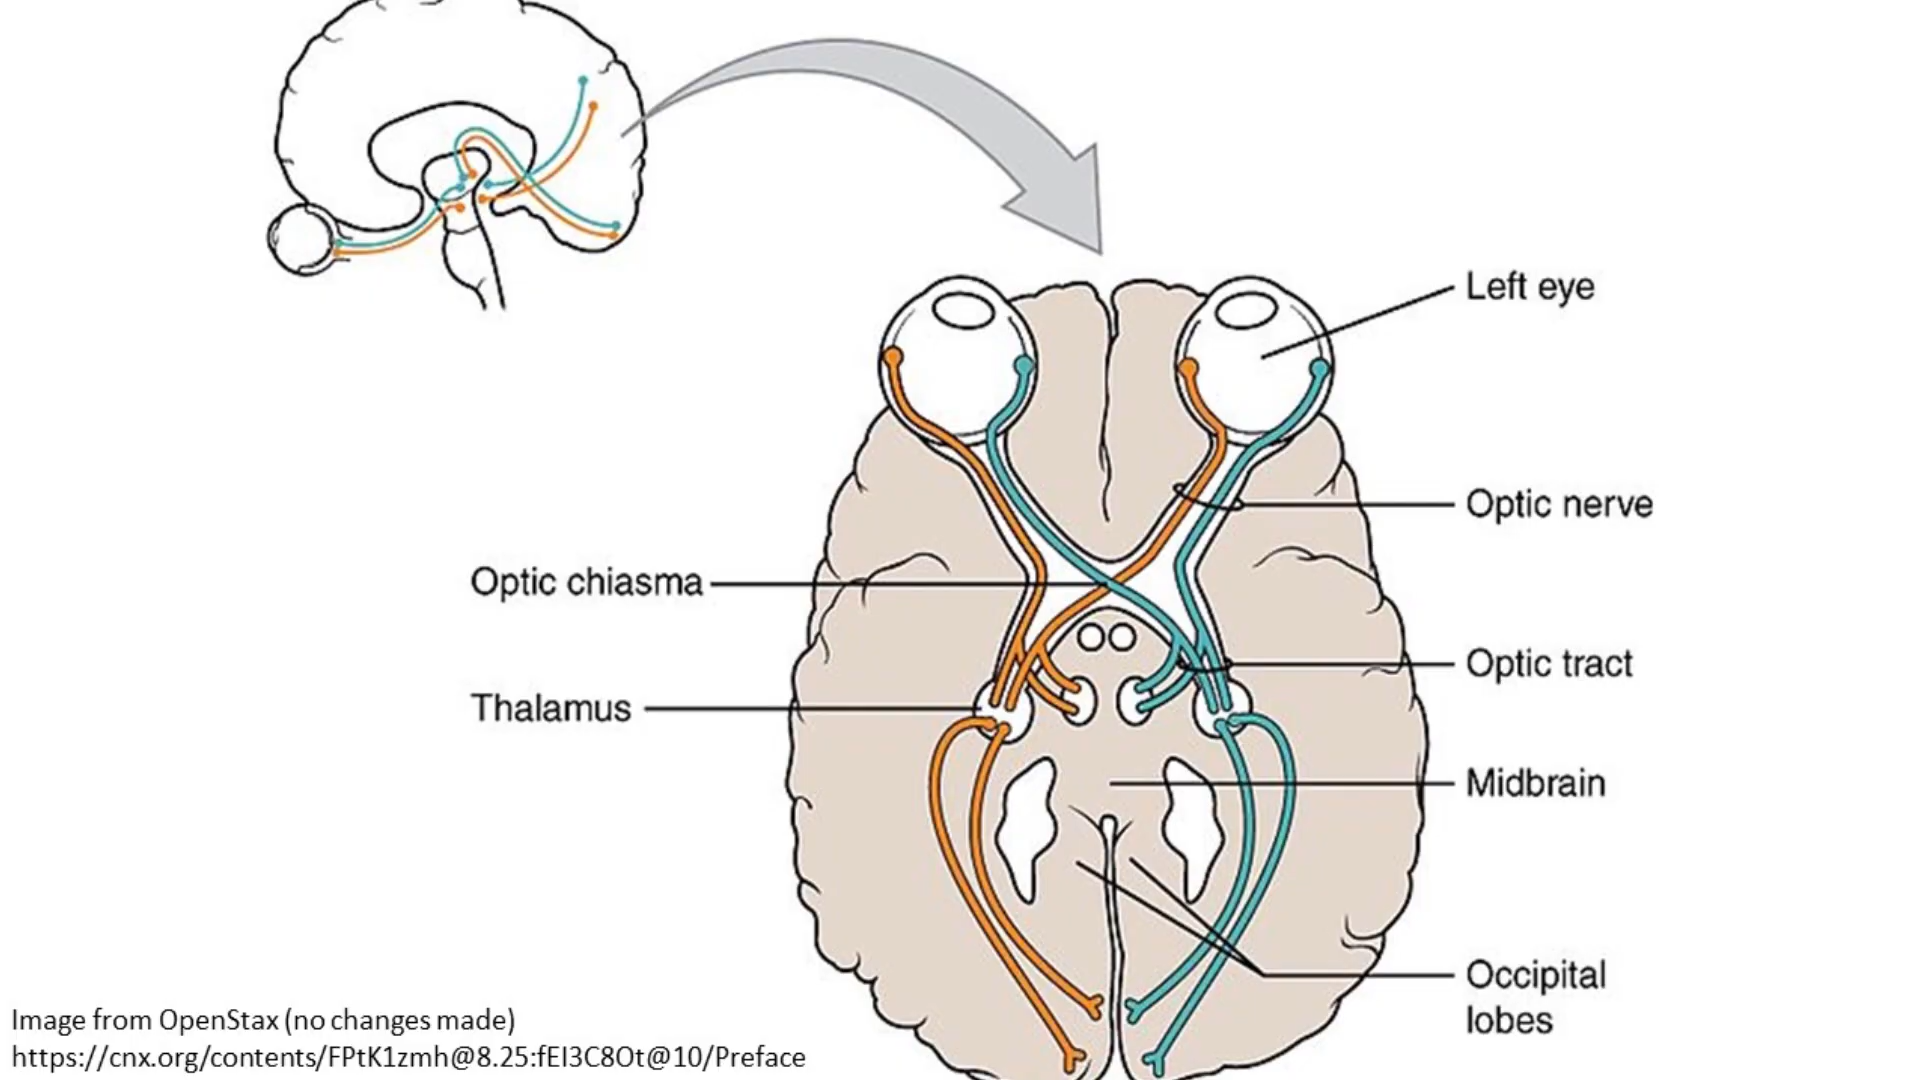 Left eye
Optic nerve
Optic chiasma
Optic tract
Thalamus
Midbrain
Occipital
lobes
Image from OpenStax (no changes made)
https://cnx.org/contents/FPtK1zmh@8.25:fEI3C8Ot@10/Preface